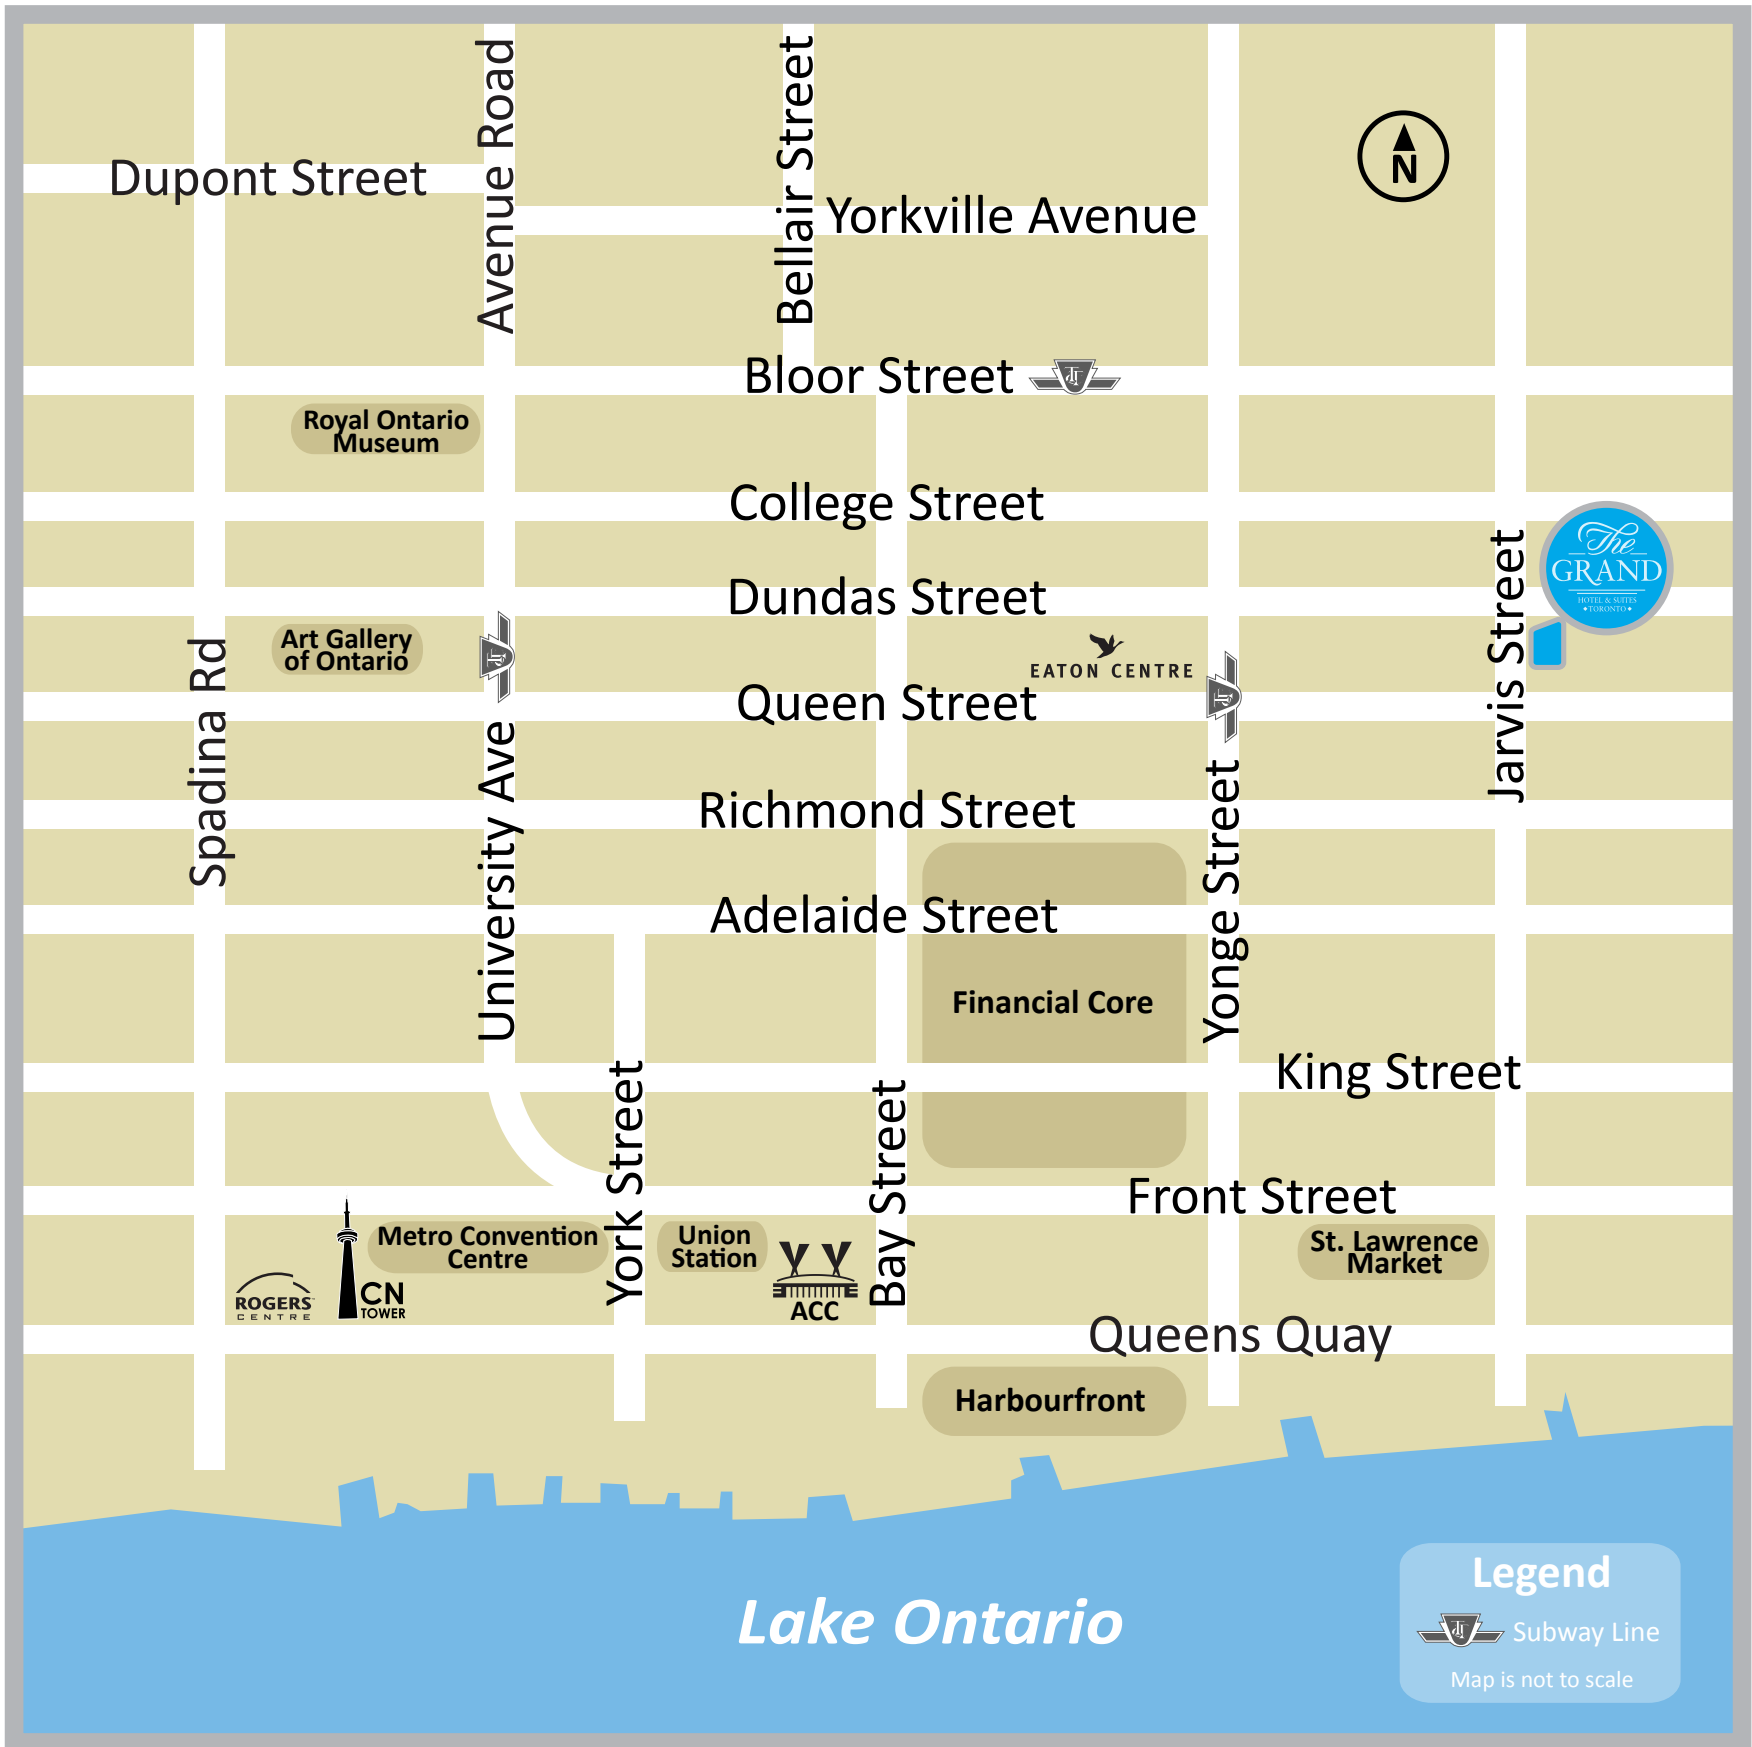 Avenue Road
Bellair Street
N
Dupont Street
Yorkville Avenue
Bloor Street
Royal Ontario
Museum
College Street
The
GRAND
HOTEL & SUITES
•TORONTO•
Jarvis Street
Dundas Street
Art Gallery
of Ontario
EATON CENTRE
Spadina Rd
Queen Street
University Ave
Richmond Street
Yonge Street
Adelaide Street
Financial Core
King Street
York Street
Bay Street
Front Street
Metro Convention
Centre
Union
Station
St. Lawrence
Market
ROGERS
CENTRE
CN
TOWER
ACC
Queens Quay
Harbourfront
Lake Ontario
Legend
Subway Line
Map is not to scale